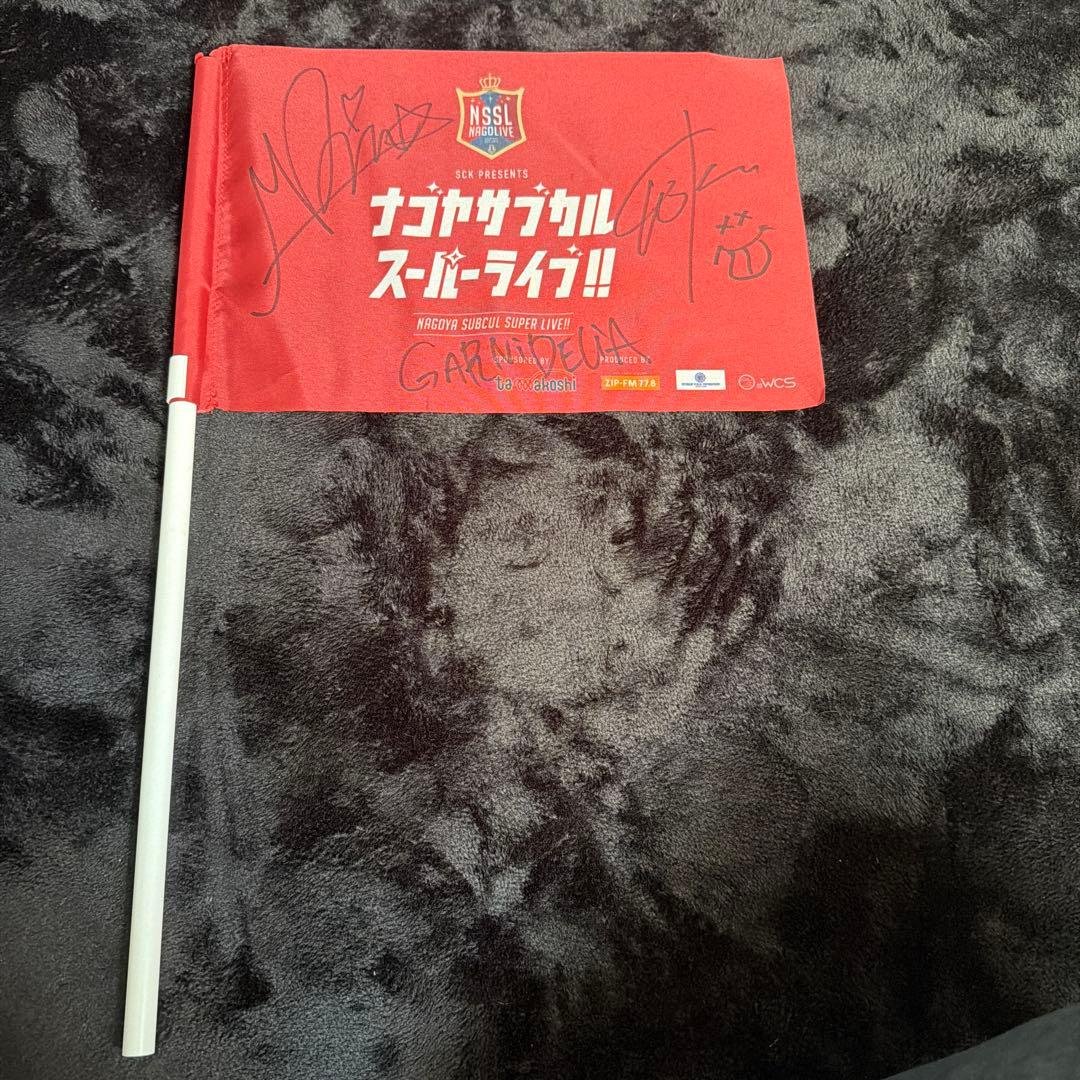 NSSL
NAGOLIVE
SCK PRESENTS
ナゴヤサブカル
スーパーライブ!!
NAGOYA SUBCUL SUPER LIVE!!
GARNiDELiA
SPONSORED BY
PRODUCED BY
ZIP-FM 77.8
WCS